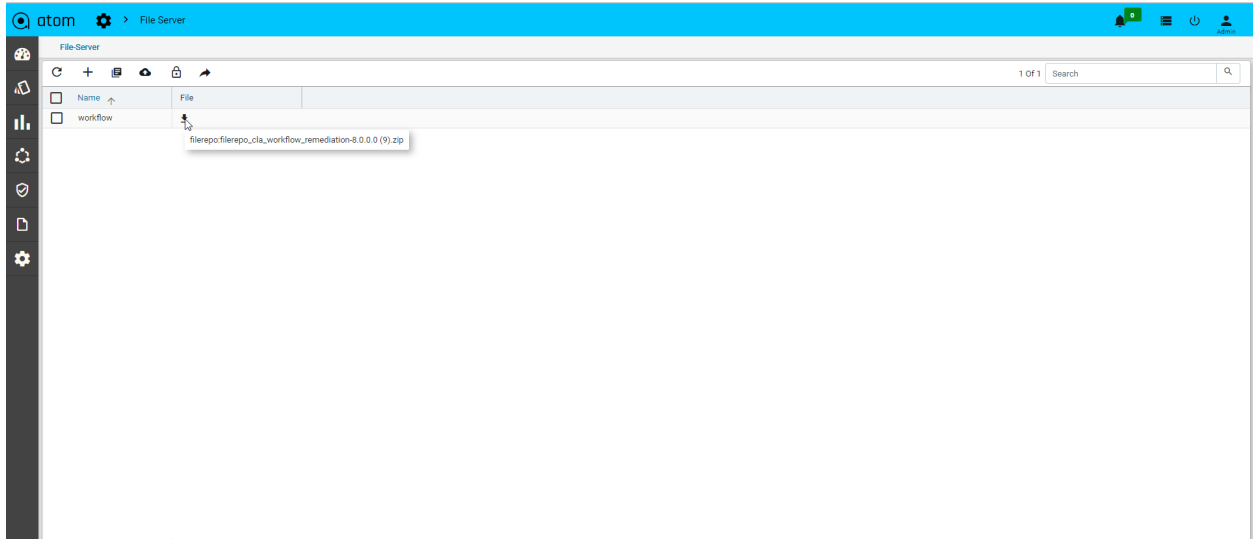 atom > File Server 0
Admin
File-Server
1 Of 1 Search
Name File
workflow
filerepo:filerepo_cla_workflow_remediation-8.0.0.0 (9).zip